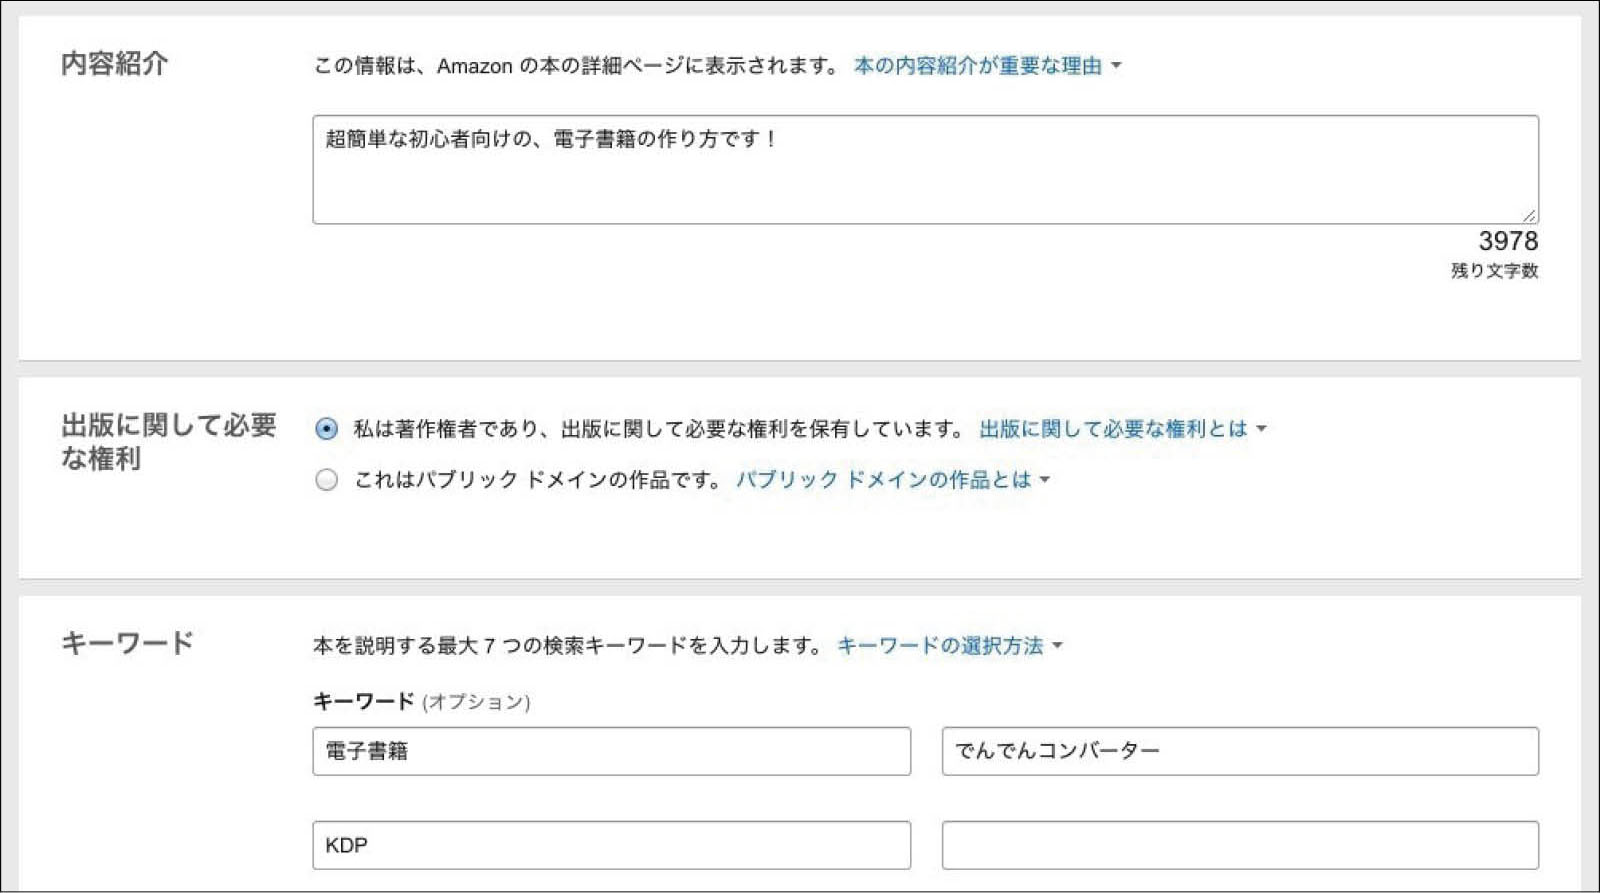 内容紹介
この情報は、Amazon の本の詳細ページに表示されます。 本の内容紹介が重要な理由
超簡単な初心者向けの、電子書籍の作り方です！
3978
残り文字数
出版に関して必要
な権利
私は著作権者であり、出版に関して必要な権利を保有しています。 出版に関して必要な権利とは
これはパブリック ドメインの作品です。 パブリック ドメインの作品とは
キーワード
本を説明する最大 7 つの検索キーワードを入力します。 キーワードの選択方法
キーワード (オプション)
電子書籍
でんでんコンバーター
KDP